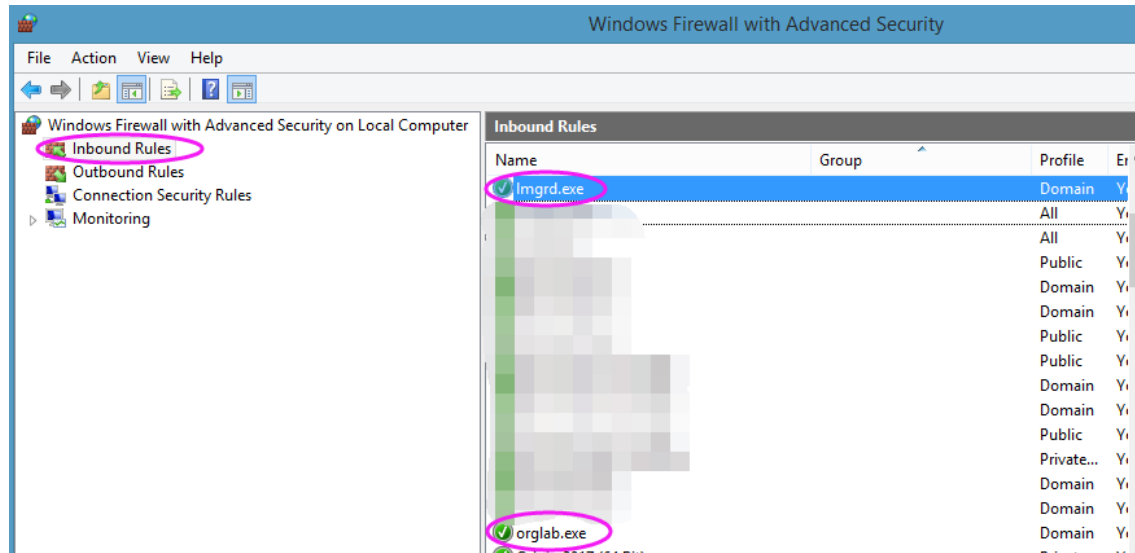 Windows Firewall with Advanced Security
File Action View Help
Windows Firewall with Advanced Security on Local Computer
Inbound Rules
Outbound Rules
Connection Security Rules
Monitoring
Inbound Rules
Name Group Profile
lmgrd.exe Domain
All
All
Public
Domain
Domain
Public
Public
Domain
Domain
Public
Private...
Domain
Domain
orglab.exe Domain